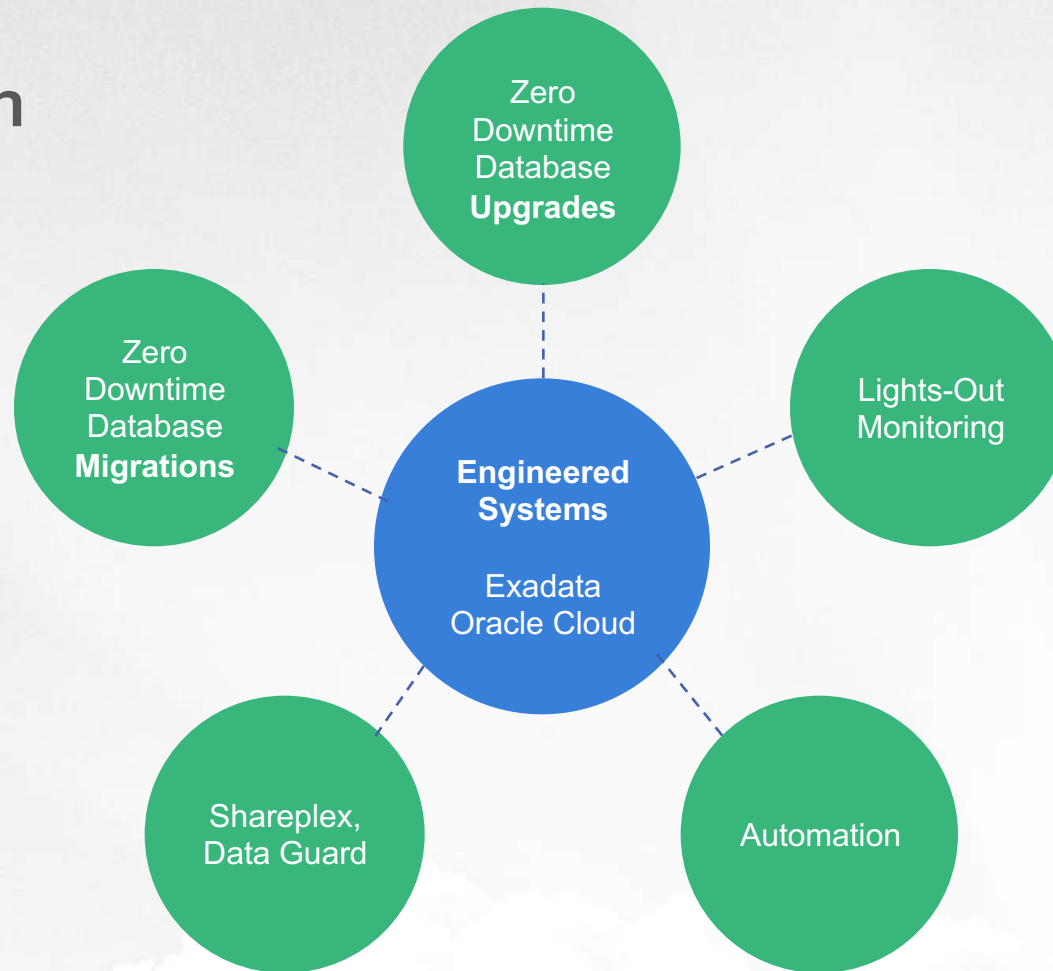 n
Zero
Downtime
Database
Upgrades
Zero
Downtime
Database
Migrations
Lights-Out
Monitoring
Engineered
Systems
Exadata
Oracle Cloud
Shareplex,
Data Guard
Automation